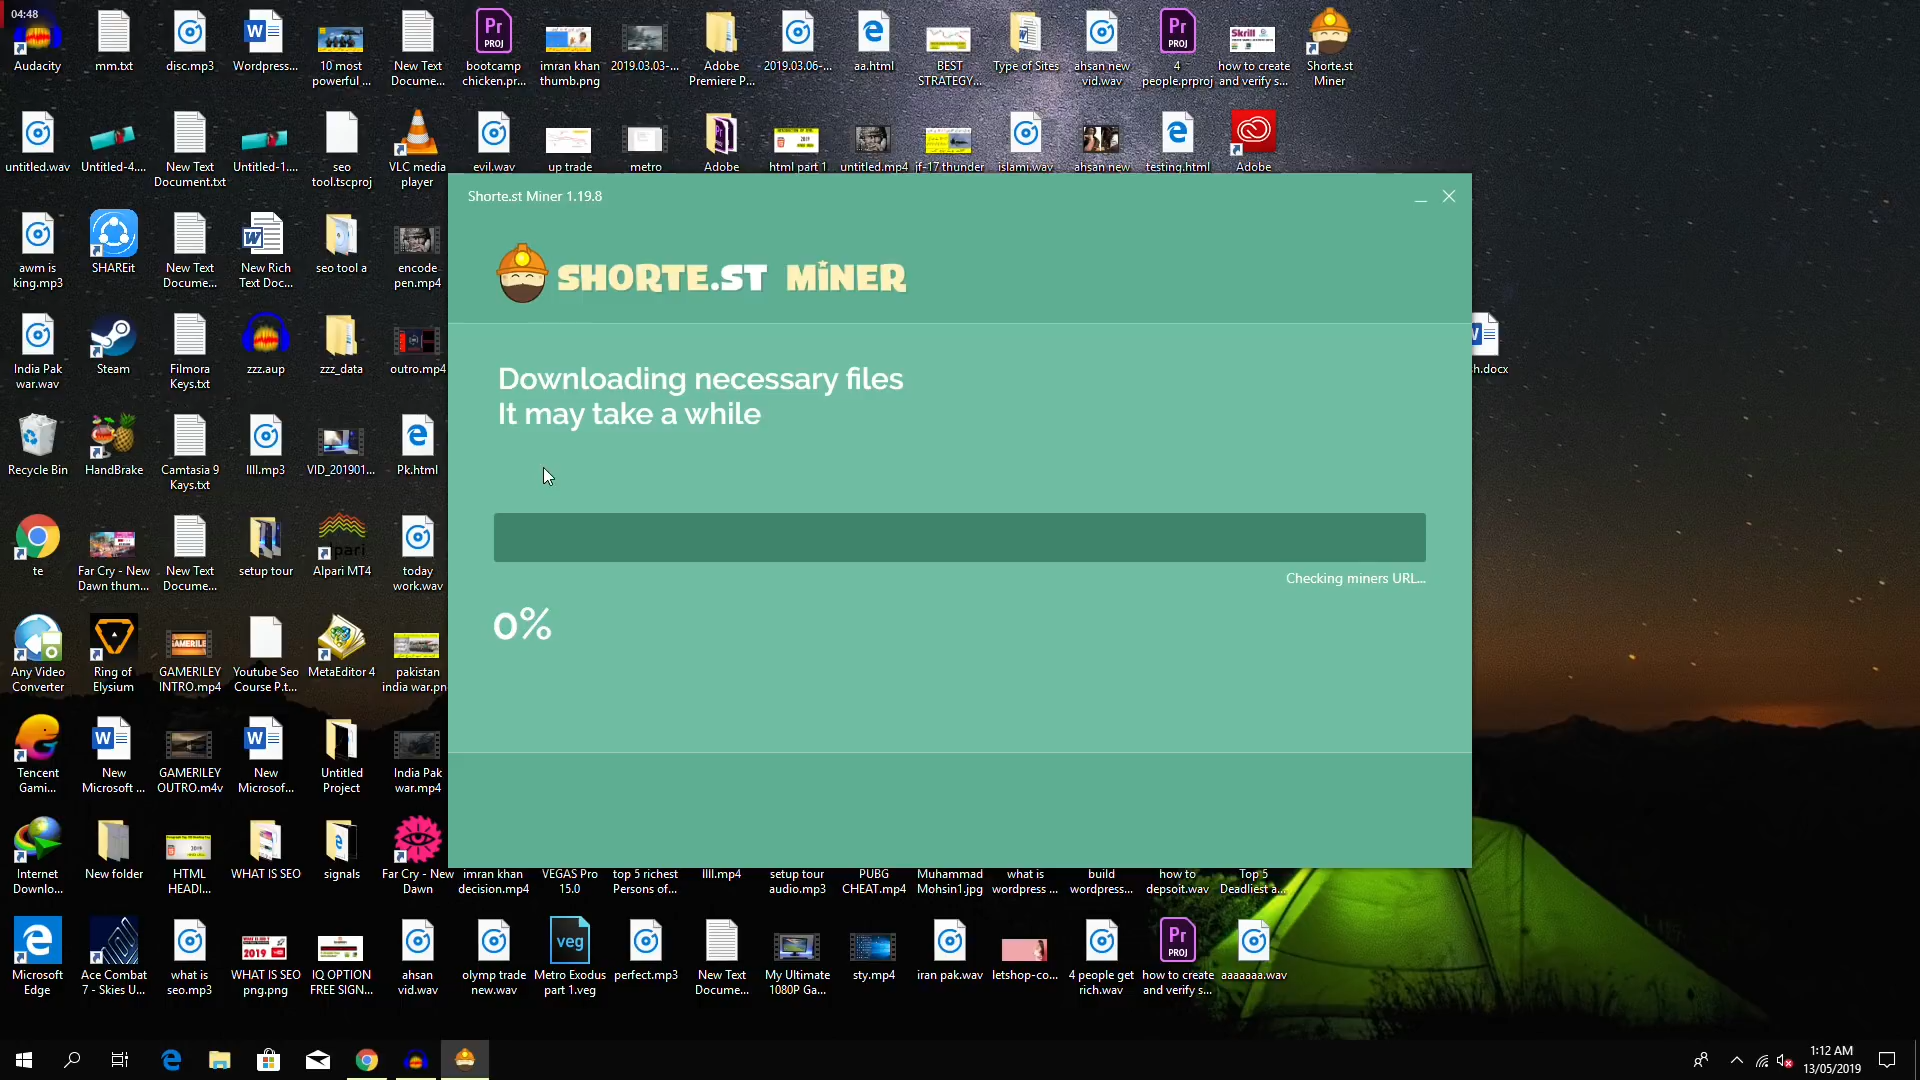 04:48
Audacity
mm.txt
disc.mp3
Wordpress...
10 most
powerful ...
New Text
Docume...
Pr
PROJ
bootcamp
chicken.pr...
imran khan
thumb.png
2019.03.03-...
Adobe
Premiere P...
2019.03.06-...
aa.html
BEST
STRATEGY...
Type of Sites
ahsan new
vid.wav
Pr
PROJ
4
people.prproj
Skrill
how to create
and verify s...
Shorte.st
Miner
untitled.wav
Untitled-4....
New Text
Document.txt
Untitled-1....
seo
tool.tscproj
VLC media
player
evil.wav
up trade
metro
Adobe
html part 1
untitled.mp4
jf-17 thunder
islami.wav
ahsan new
testing.html
Adobe
Shorte.st Miner 1.19.8
SHORTE.ST MINER
awm is
king.mp3
SHAREit
New Text
Docume...
New Rich
Text Doc...
seo tool a
encode
pen.mp4
Downloading necessary files
It may take a while
India Pak
war.wav
Steam
Filmora
Keys.txt
zzz.aup
zzz_data
outro.mp4
h.docx
Recycle Bin
HandBrake
Camtasia 9
Kays.txt
llll.mp3
VID_201901...
Pk.html
Checking miners URL...
0%
te
Far Cry - New
Dawn thum...
New Text
Docume...
setup tour
Alpari MT4
today
work.wav
Any Video
Converter
Ring of
Elysium
GAMERILEY
INTRO.mp4
Youtube Seo
Course P.t...
MetaEditor 4
pakistan
india war.pn
Tencent
Gami...
New
Microsoft ...
GAMERILEY
OUTRO.m4v
New
Microsof...
Untitled
Project
India Pak
war.mp4
Internet
Downlo...
New folder
HTML
HEADI...
WHAT IS SEO
signals
Far Cry - New
Dawn
imran khan
decision.mp4
VEGAS Pro
15.0
top 5 richest
Persons of...
llll.mp4
setup tour
audio.mp3
PUBG
CHEAT.mp4
Muhammad
Mohsin1.jpg
what is
wordpress ...
build
wordpress...
how to
depsoit.wav
Top 5
Deadliest a...
Microsoft
Edge
Ace Combat
7 - Skies U...
what is
seo.mp3
2019
WHAT IS SEO
png.png
IQ OPTION
FREE SIGN...
ahsan
vid.wav
olymp trade
new.wav
veg
Metro Exodus
part 1.veg
perfect.mp3
New Text
Docume...
My Ultimate
1080P Ga...
sty.mp4
iran pak.wav
letshop-co...
4 people get
rich.wav
Pr
PROJ
how to create
and verify s...
aaaaaaa.wav
1:12 AM
13/05/2019